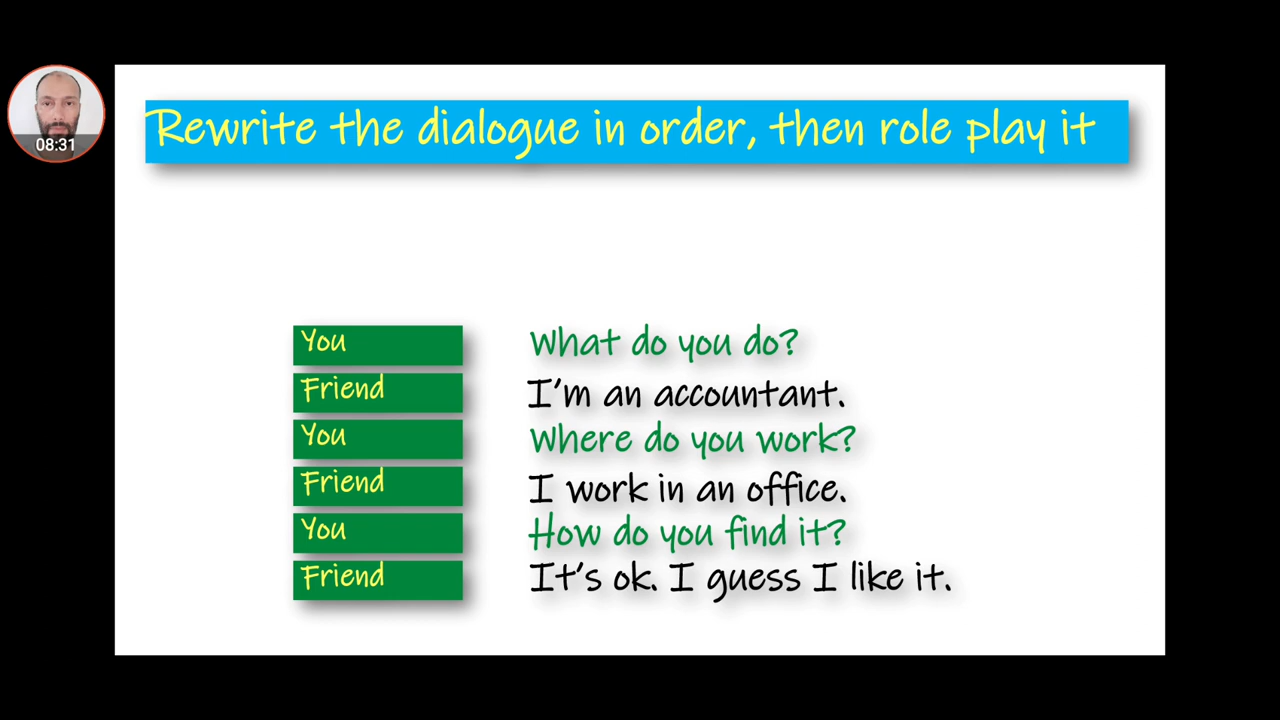 Rewrite the dialogue in order, then role play it
08:31
You What do you do?
Friend I'm an accountant.
You Where do you work?
Friend I work in an office.
You How do you find it?
Friend It's ok. I guess I like it.